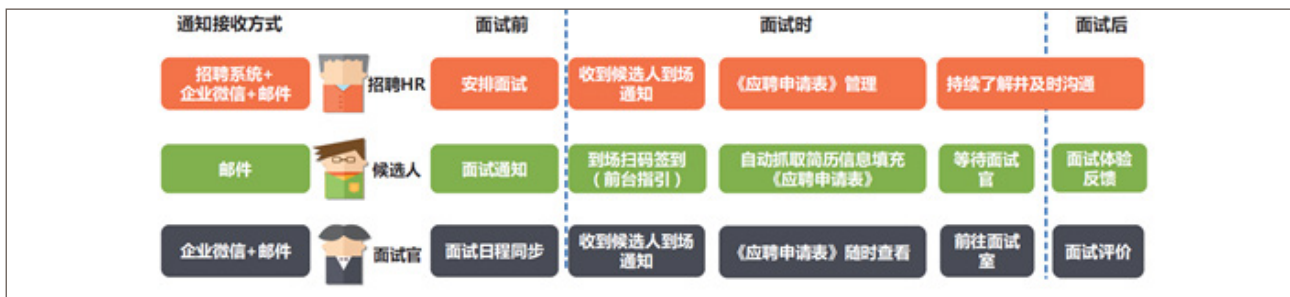 通知接收方式 面试前 面试时 面试后
招聘系统+
企业微信+邮件
招聘HR
安排面试
收到候选人到场
通知
《应聘申请表》管理
持续了解并及时沟通
邮件
候选人
面试通知
到场扫码签到
(前台指引)
自动抓取简历信息填充
《应聘申请表》
等待面试
官
面试体验
反馈
企业微信+邮件
面试官
面试日程同步
收到候选人到场
通知
《应聘申请表》随时查看
前往面试
室
面试评价